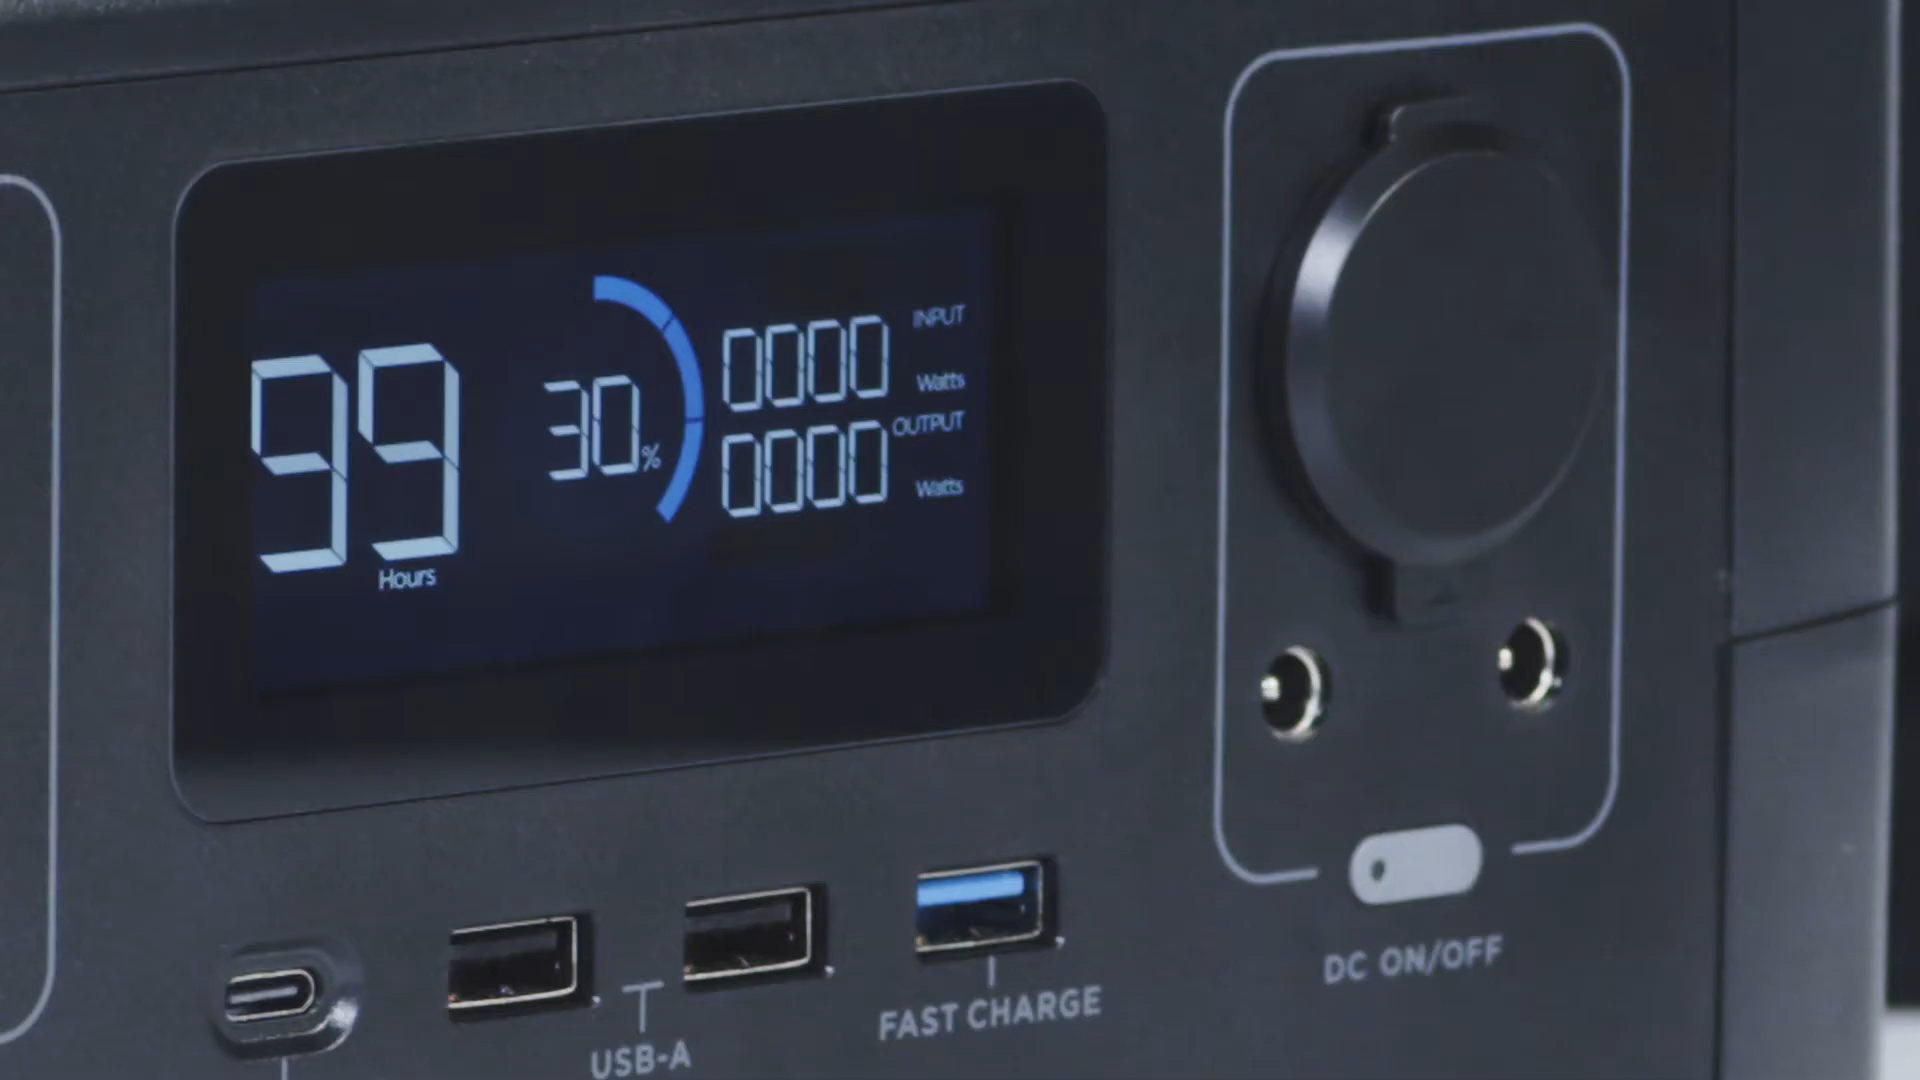 99
Hours
30%
0000
INPUT
Watts
0000
OUTPUT
Watts
USB-A
FAST CHARGE
DC ON/OFF